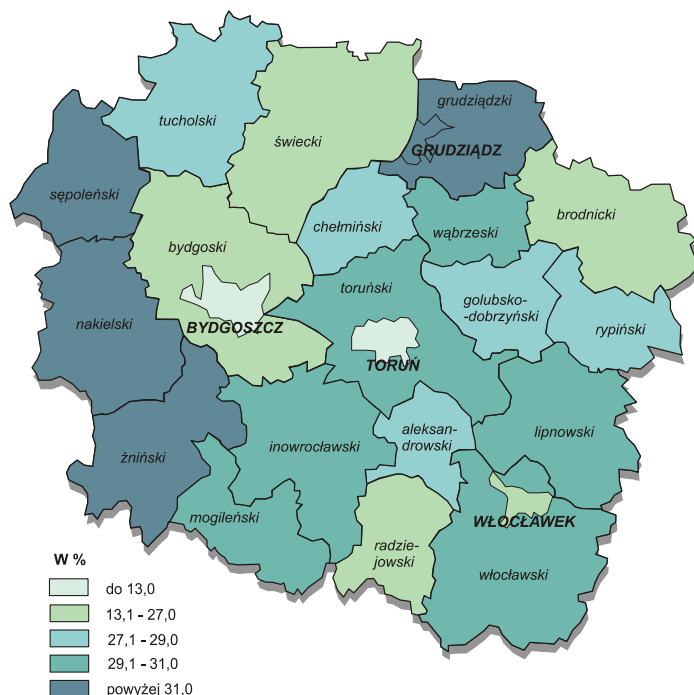 grudziądzki
tucholski
świecki
GRUDZIĄDZ
sępoleński
brodnicki
chełmiński
wąbrzeski
bydgoski
toruński
golubsko-
-dobrzyński
nakielski
BYDGOSZCZ
rypiński
TORUŃ
aleksan-
drowski
lipnowski
inowrocławski
żniński
mogileński
WŁOCŁAWEK
radzie-
jowski
włocławski
W %
do 13,0
13,1 - 27,0
27,1 – 29,0
29,1 - 31,0
powyżej 31,0